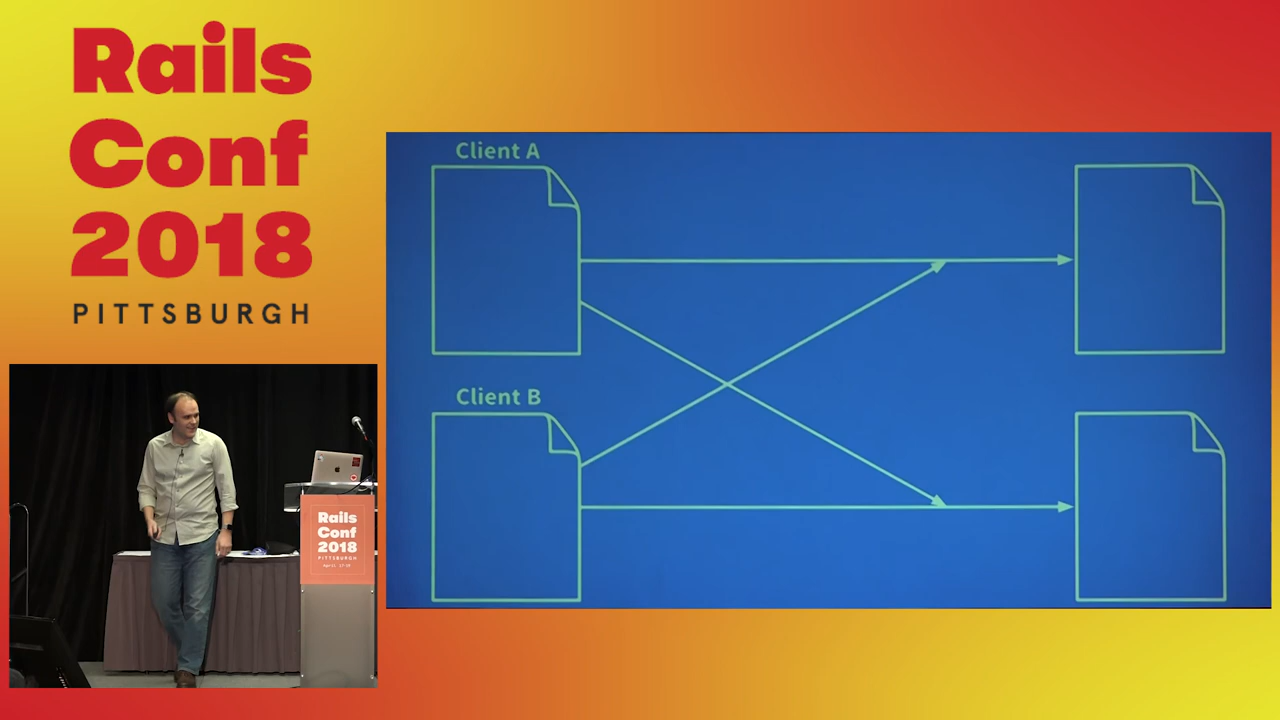 Rails
Conf
2018
PITTSBURGH
Client A
Client B
Rails
Conf
2018
PITTSBURGH